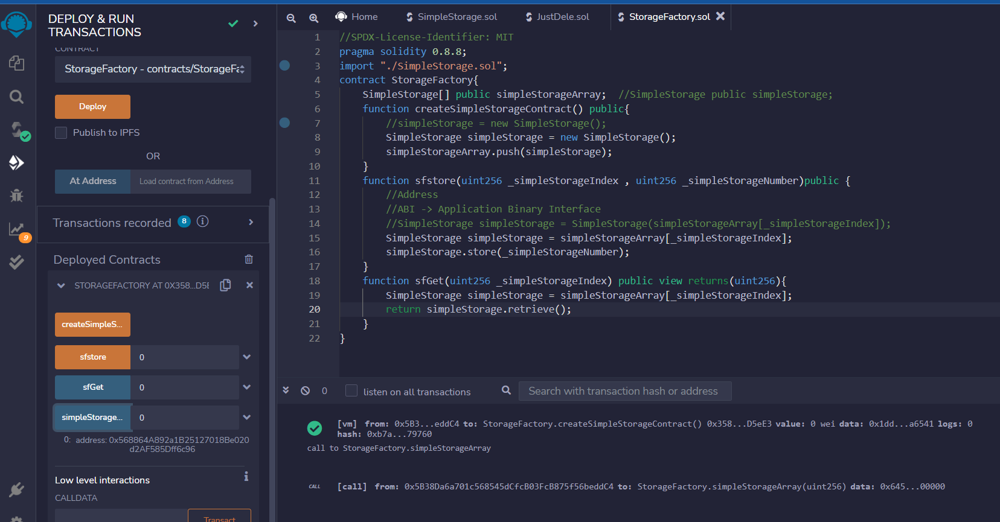 DEPLOY & RUN
TRANSACTIONS
CONTRACT
StorageFactory - contracts/StorageFa
Deploy
Publish to IPFS
OR
At Address
Load contract from Address
Transactions recorded 8 i
Deployed Contracts
STORAGEFACTORY AT 0X358...D5E
createSimpleS...
sfstore 0
sfGet 0
simpleStorage... 0
0: address: 0x568864A892a1B25127018Be020
d2AF585Dff6c96
Low level interactions i
CALLDATA
Transact
9
Home
SimpleStorage.sol
JustDele.sol
StorageFactory.sol
1 //SPDX-License-Identifier: MIT
2 pragma solidity 0.8.8;
3 import "./SimpleStorage.sol";
4 contract StorageFactory{
5 SimpleStorage[] public simpleStorageArray; //SimpleStorage public simpleStorage;
6 function createSimpleStorageContract() public{
7 //simpleStorage = new SimpleStorage();
8 SimpleStorage simpleStorage = new SimpleStorage();
9 simpleStorageArray.push(simpleStorage);
10 }
11 function sfstore(uint256 _simpleStorageIndex , uint256 _simpleStorageNumber)public {
12 //Address
13 //ABI -> Application Binary Interface
14 //SimpleStorage simpleStorage = SimpleStorage(simpleStorageArray[_simpleStorageIndex]);
15 SimpleStorage simpleStorage = simpleStorageArray[_simpleStorageIndex];
16 simpleStorage.store(_simpleStorageNumber);
17 }
18 function sfGet(uint256 _simpleStorageIndex) public view returns(uint256){
19 SimpleStorage simpleStorage = simpleStorageArray[_simpleStorageIndex];
20 return simpleStorage.retrieve();
21 }
22 }
0 listen on all transactions Search with transaction hash or address
[vm] from: 0x5B3...eddC4 to: StorageFactory.createSimpleStorageContract() 0x358...D5eE3 value: 0 wei data: 0x1dd...a6541 logs: 0
hash: 0xb7a...79760
call to StorageFactory.simpleStorageArray
CALL [call] from: 0x5B38Da6a701c568545dCfcB03FcB875f56beddC4 to: StorageFactory.simpleStorageArray(uint256) data: 0x645...00000